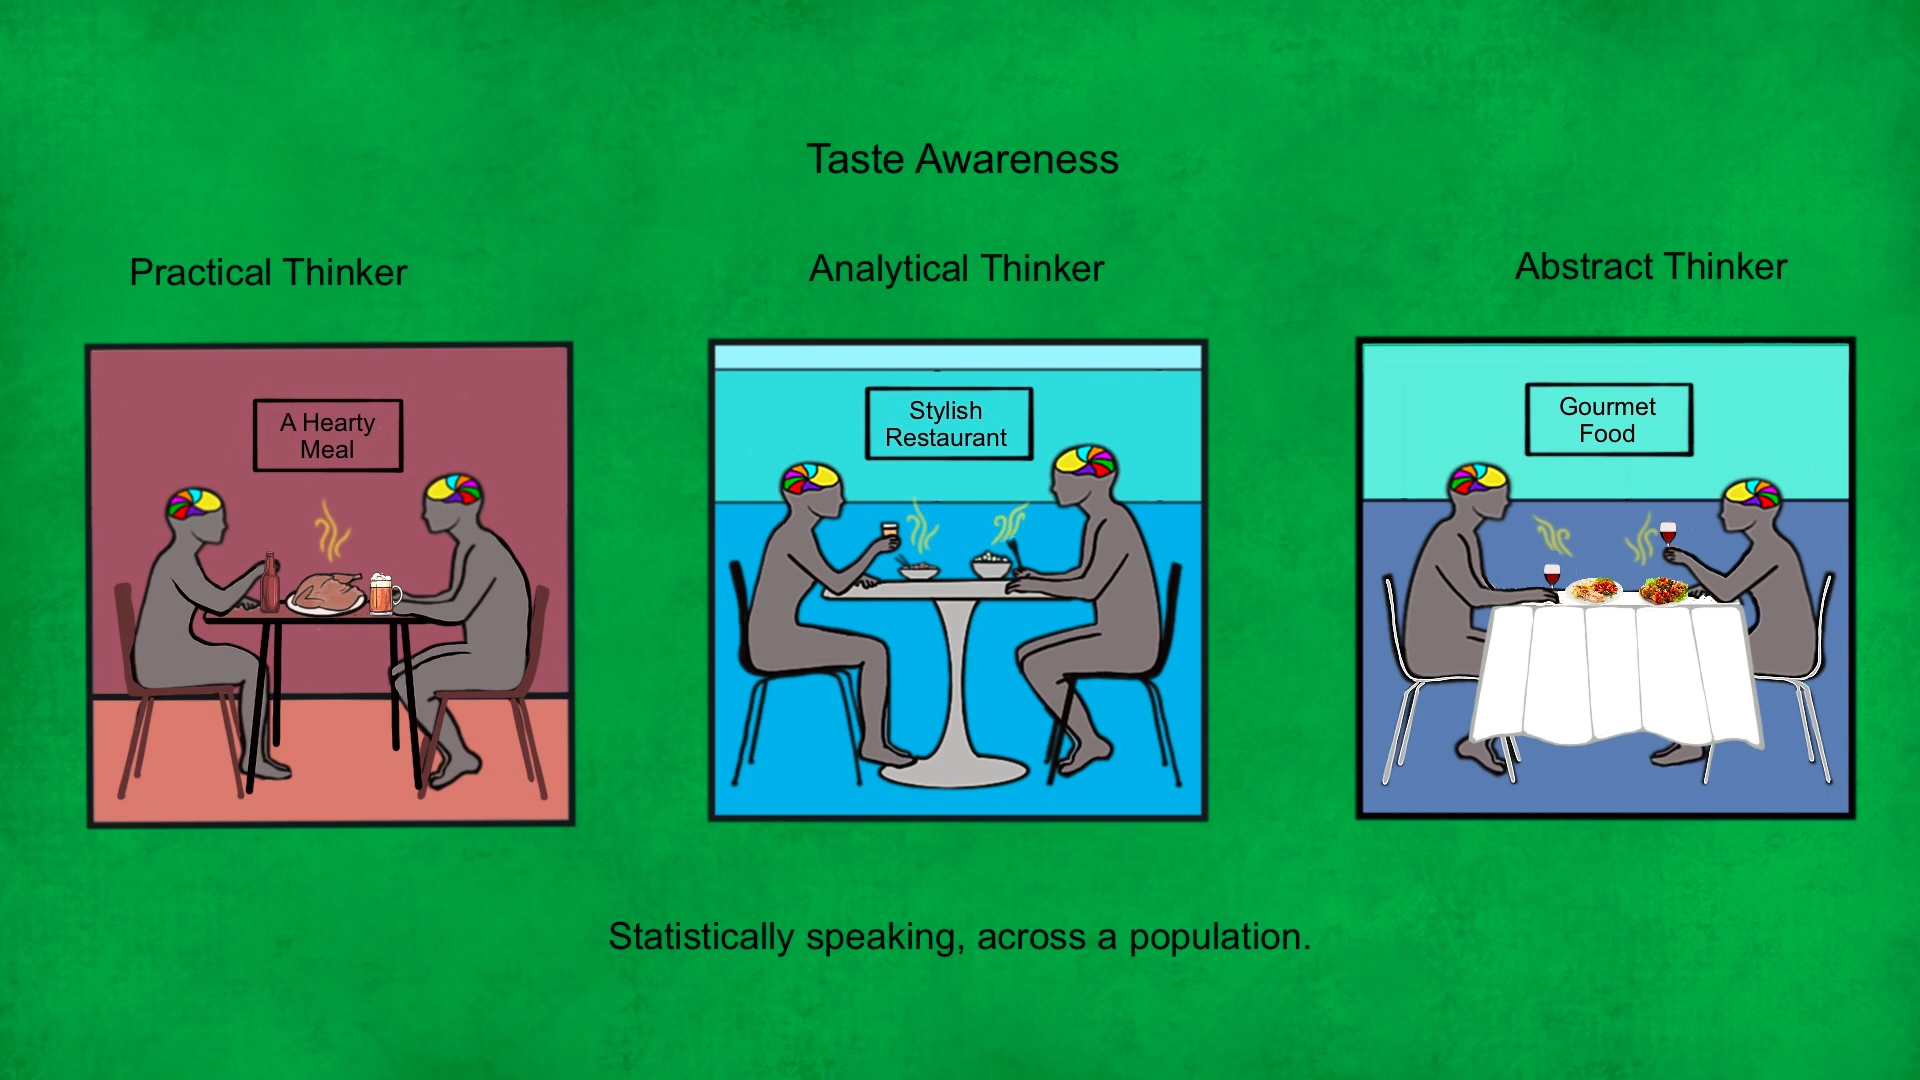 Taste Awareness
Practical Thinker
Analytical Thinker
Abstract Thinker
A Hearty
Meal
Stylish
Restaurant
Gourmet
Food
Statistically speaking, across a population.